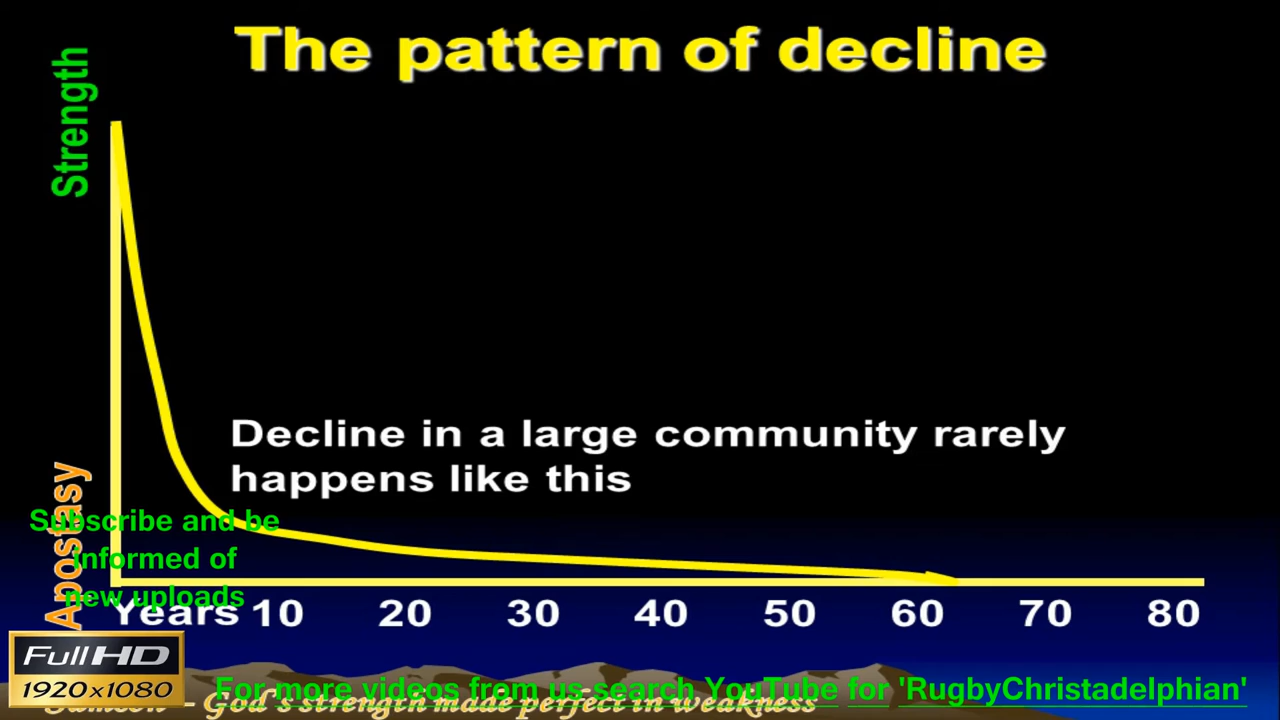 The pattern of decline
Strength
Decline in a large community rarely
happens like this
Apostasy
Subscribe and be
informed of
new uploads
Years 10 20 30 40 50 60 70 80
Full HD
1920x1080
For more videos from us search YouTube for 'RugbyChristadelphian'
- God's strength made perfect in weakness